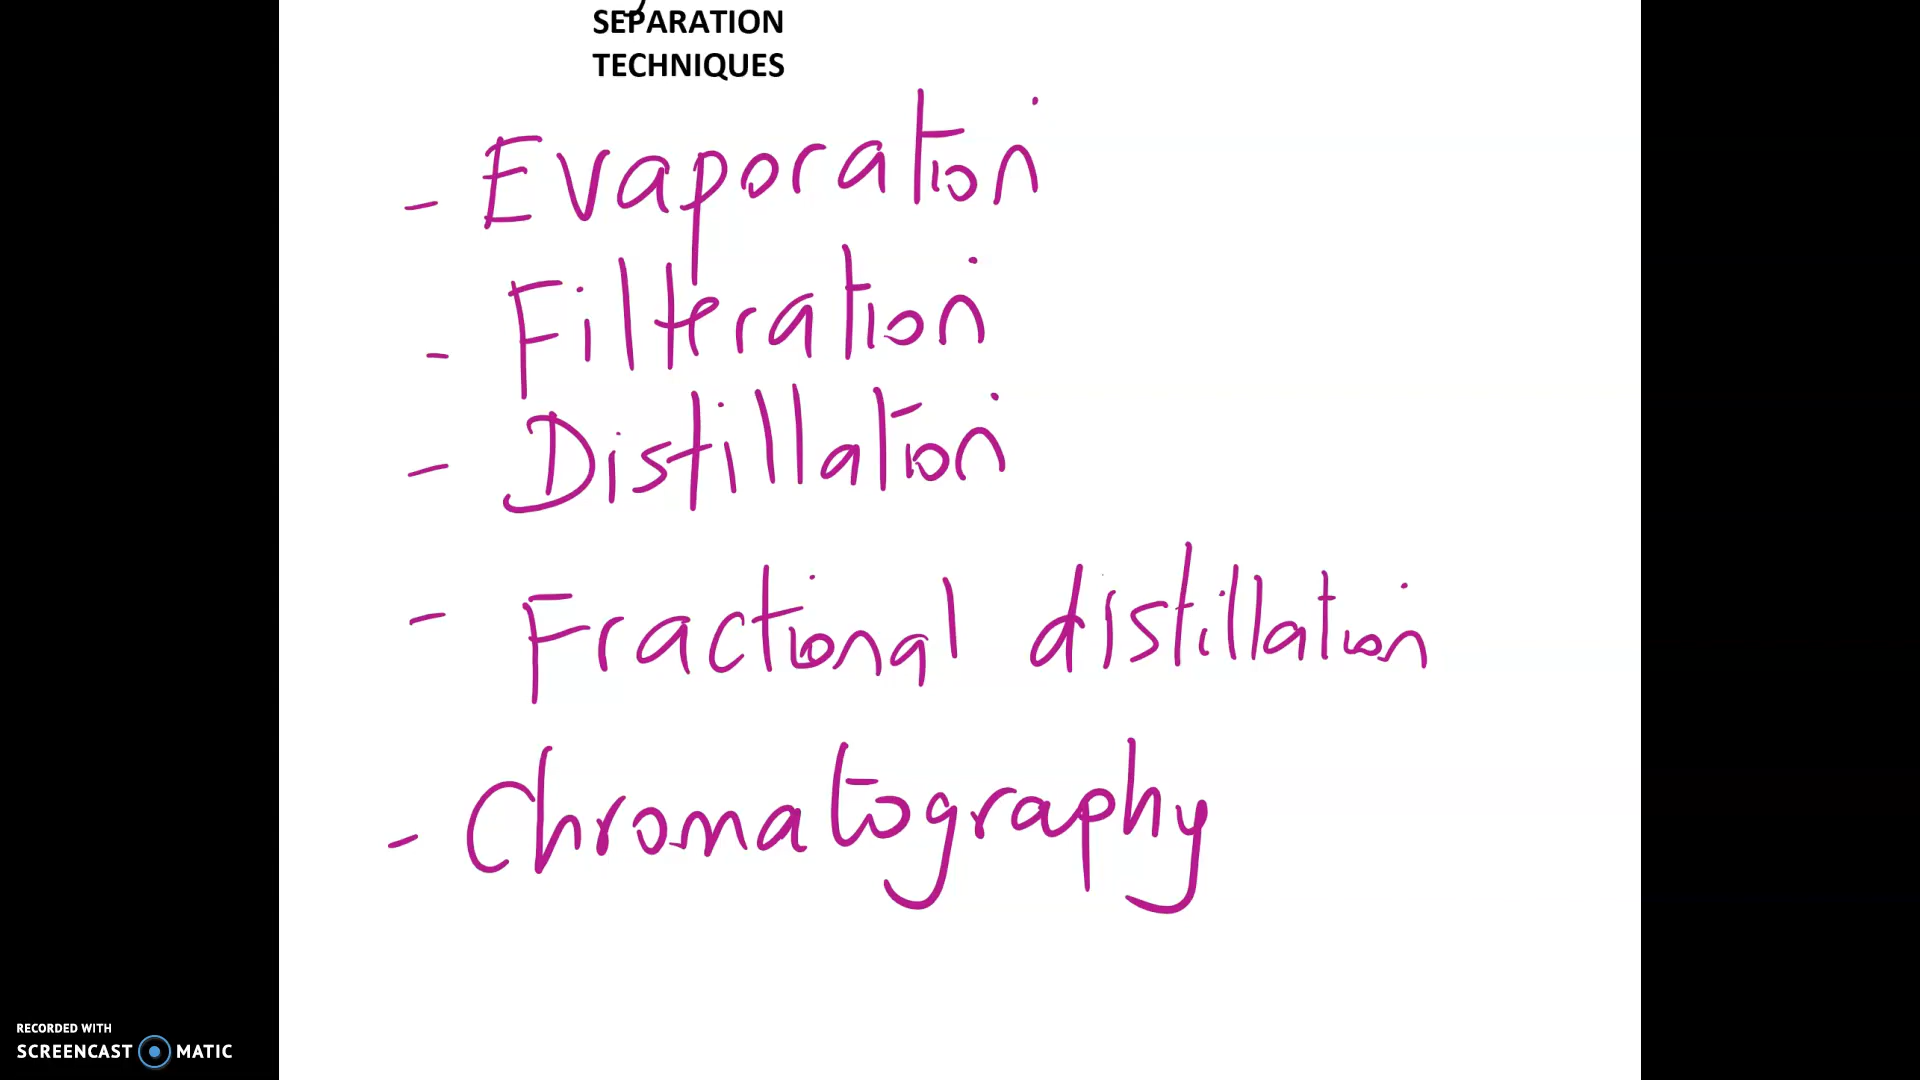 SEPARATION
TECHNIQUES
- Evaporation
- Filteration
- Distillation
- Fractional distillation
- Chromatography
RECORDED WITH
SCREENCAST MATIC